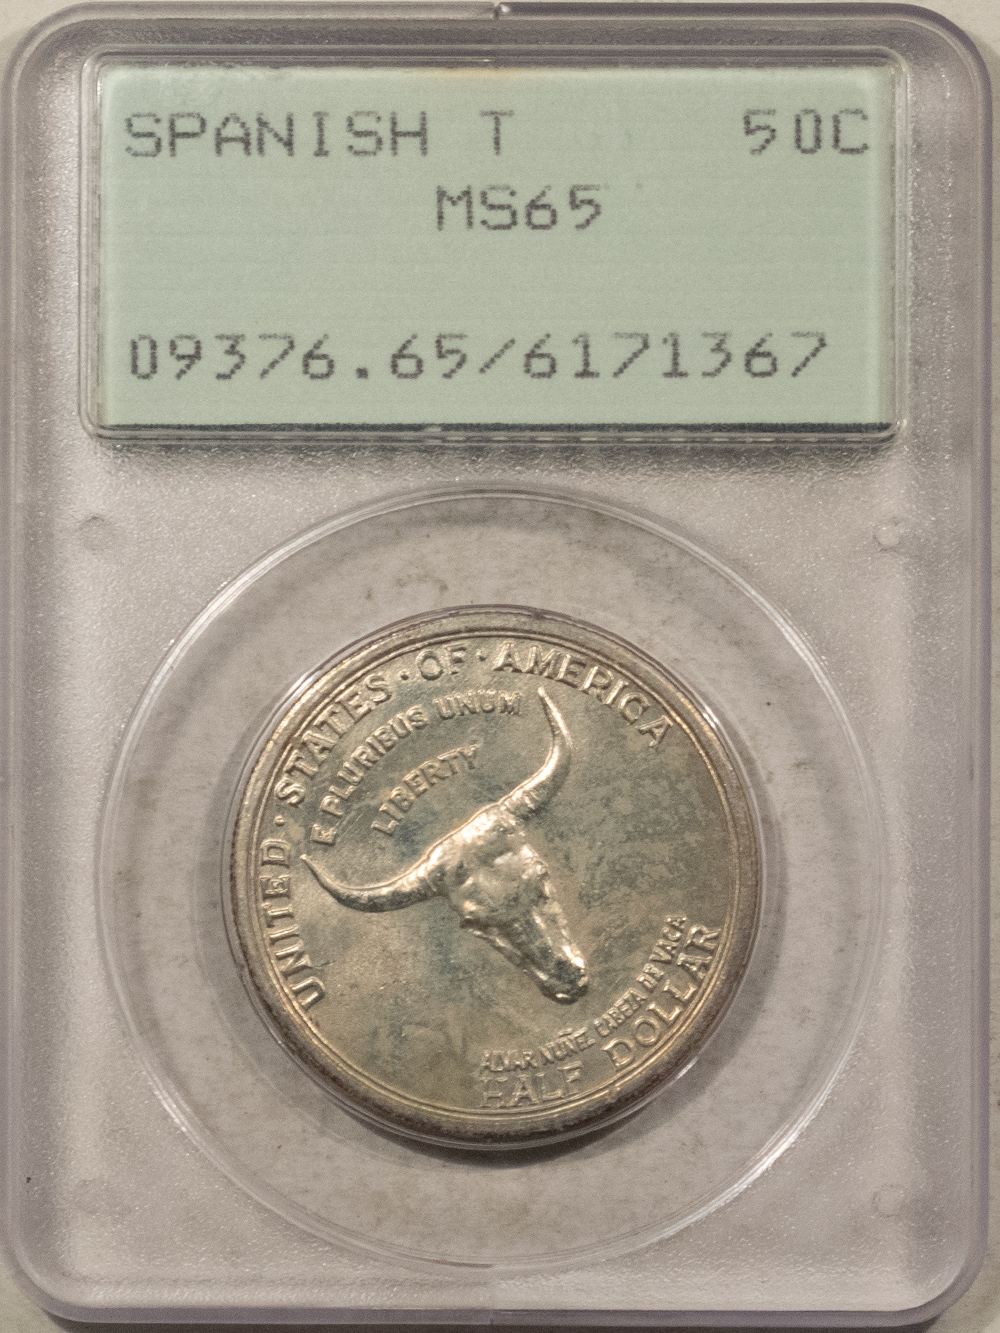 SPANISH T 50C
MS65
09376.65/6171367
UNITED · STATES · OF · AMERICA
E PLURIBUS UNUM
LIBERTY
ALVAR NUÑEZ CABEZA DE VACA
HALF DOLLAR